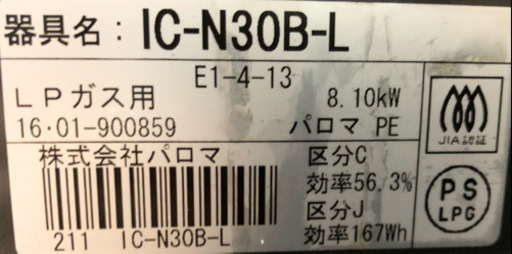 器具名：IC-N30B-L
E1-4-13
LPガス用 8.10kW
16・01-900859 パロマ PE
JIA認証
株式会社パロマ 区分C
効率56.3%
区分J
効率167Wh
PS
LPG
211 IC-N30B-L